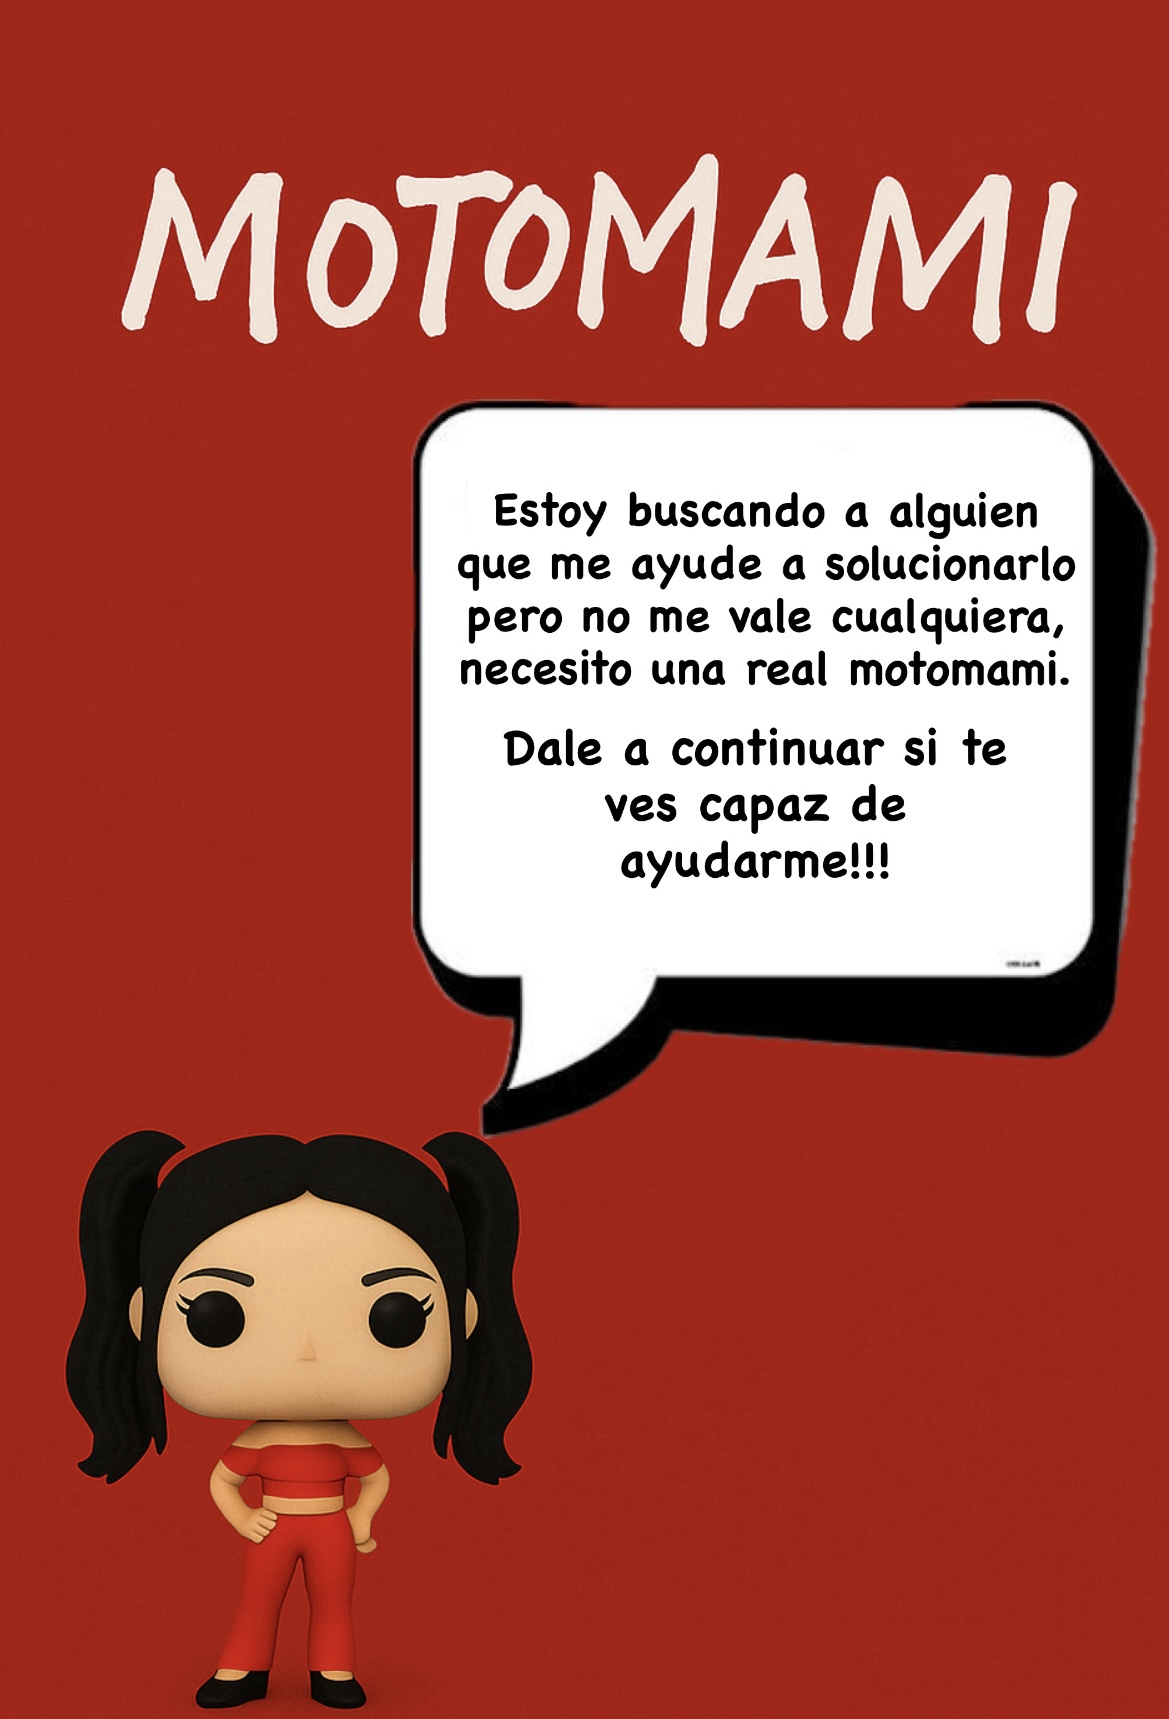 MOTOMAMI
Estoy buscando a alguien
que me ayude a solucionarlo
pero no me vale cualquiera,
necesito una real motomami.
Dale a continuar si te
ves capaz de
ayudarme!!!